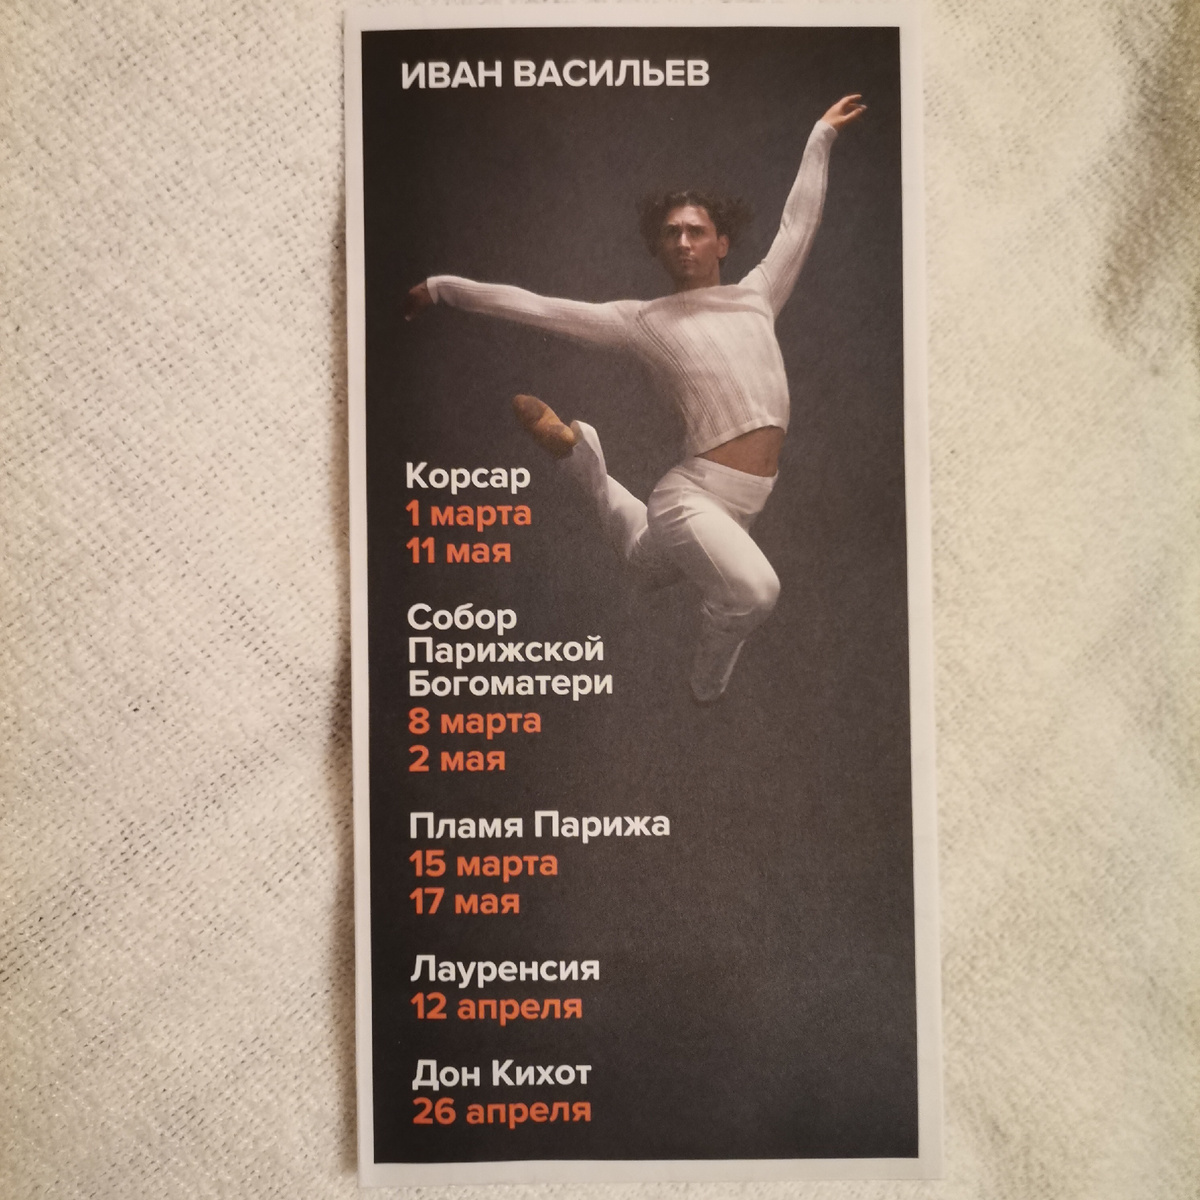 ИВАН ВАСИЛЬЕВ
Корсар
1 марта
11 мая
Собор
Парижской
Богоматери
8 марта
2 мая
Пламя Парижа
15 марта
17 мая
Лауренсия
12 апреля
Дон Кихот
26 апреля